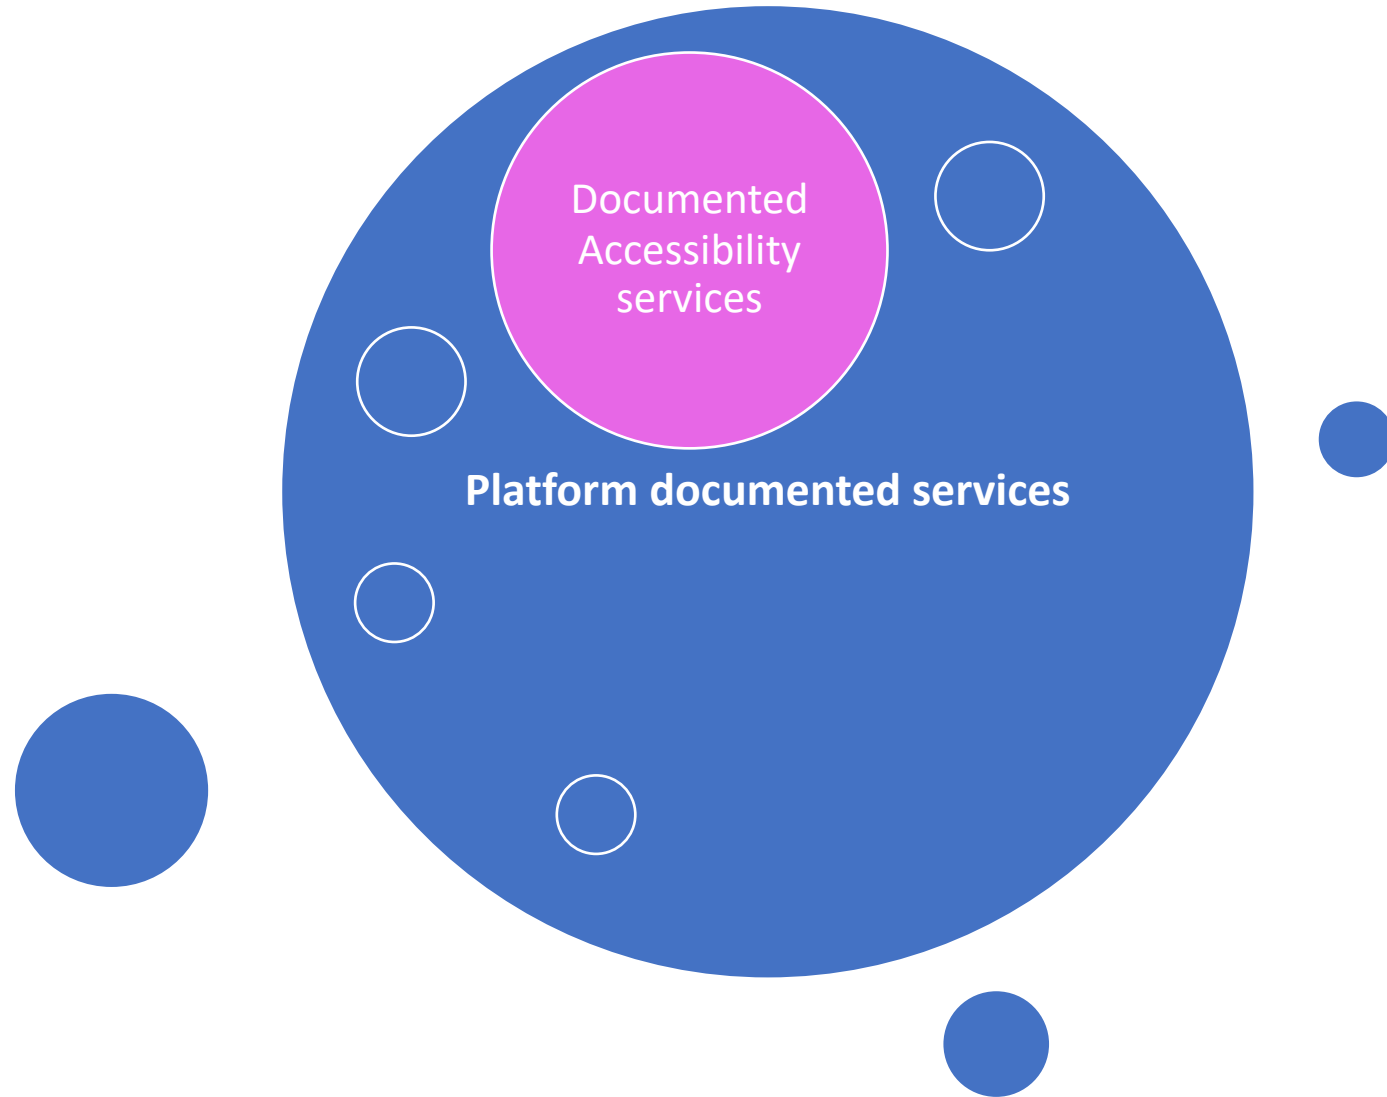 Documented
Accessibility
services
Platform documented services